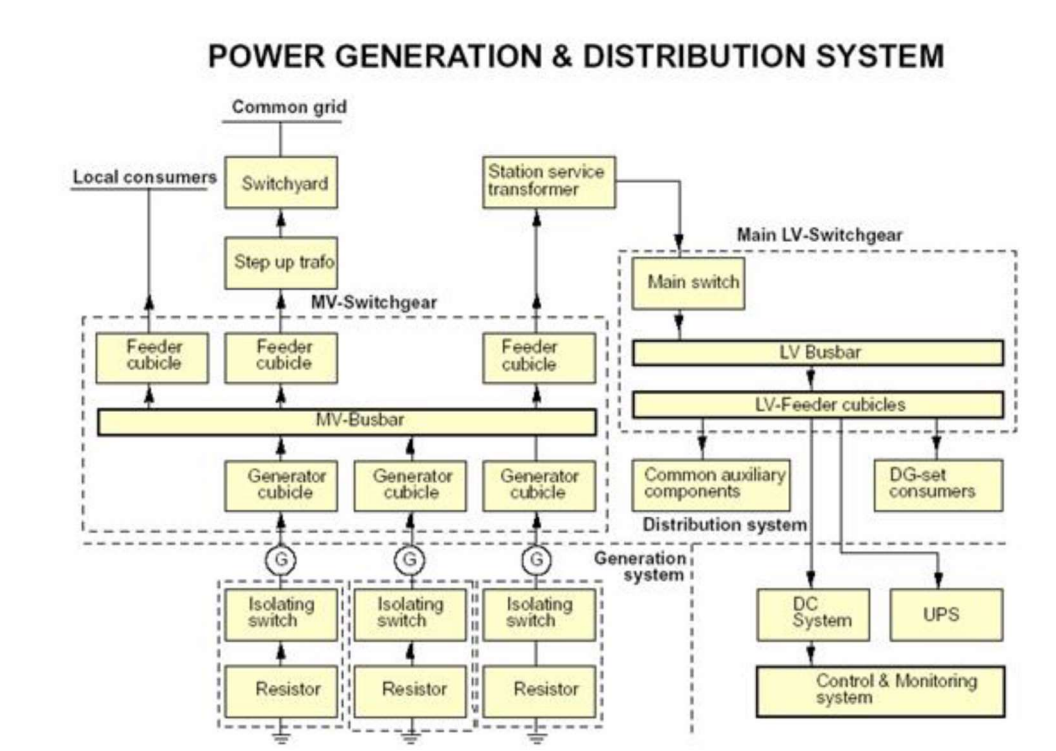 POWER GENERATION & DISTRIBUTION SYSTEM
Common grid
Local consumers
Switchyard
Station service
transformer
Step up trafo
Main LV-Switchgear
Main switch
MV-Switchgear
Feeder
cubicle
Feeder
cubicle
Feeder
cubicle
LV Busbar
LV-Feeder cubicles
MV-Busbar
Generator
cubicle
Generator
cubicle
Generator
cubicle
Common auxiliary
components
DG-set
consumers
Distribution system
G
G
G
Generation
system
Isolating
switch
Isolating
switch
Isolating
switch
DC
System
UPS
Resistor
Resistor
Resistor
Control & Monitoring
system